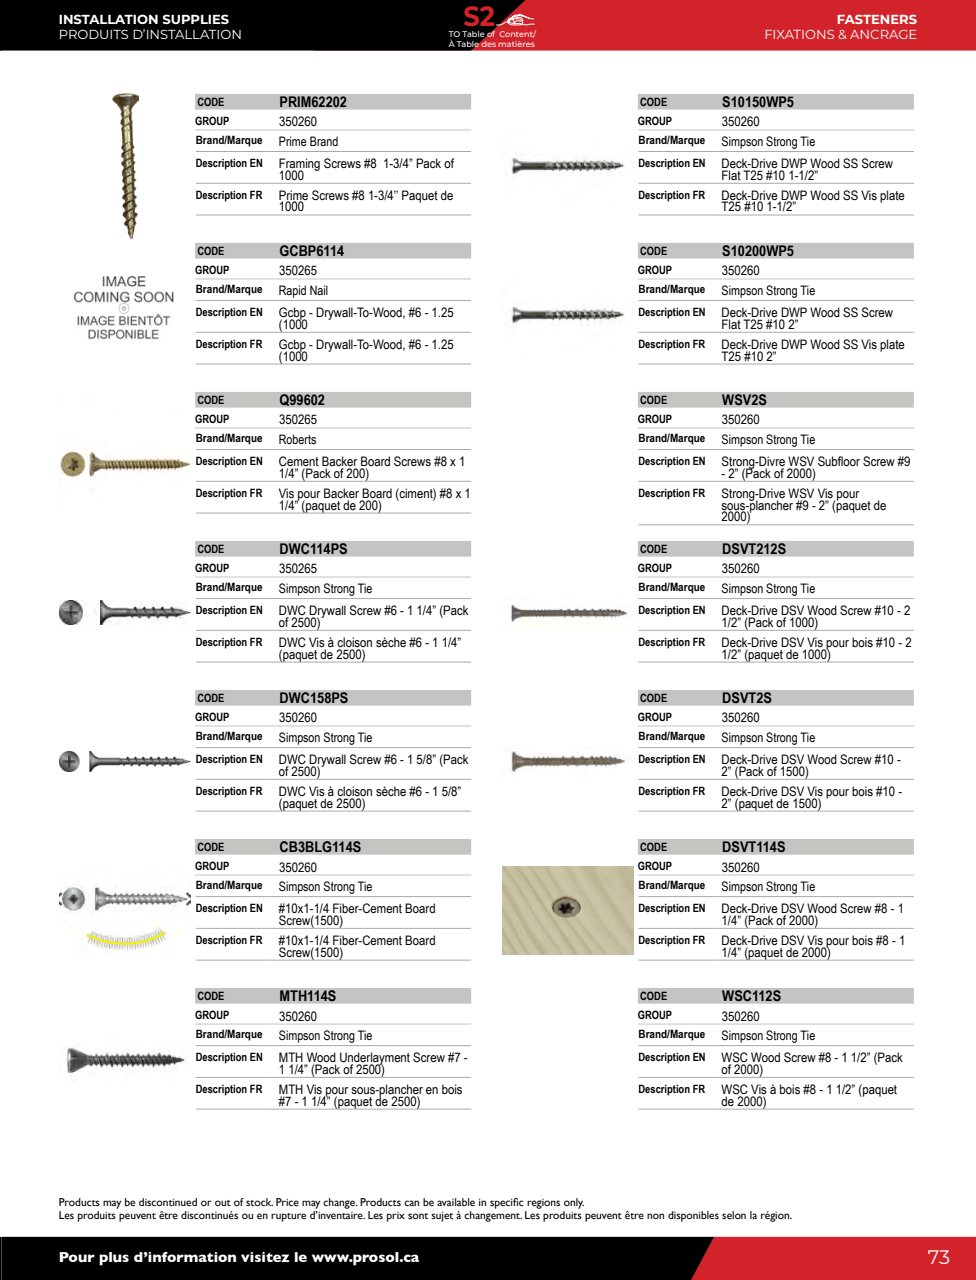 INSTALLATION SUPPLIES
PRODUITS D'INSTALLATION
S2
TO Table of Content/
À Table des matières
FASTENERS
FIXATIONS & ANCRAGE
CODE PRIM62202
GROUP 350260
Brand/Marque Prime Brand
Description EN Framing Screws #8 1-3/4” Pack of
1000
Description FR Prime Screws #8 1-3/4” Paquet de
1000
IMAGE
COMING SOON
IMAGE BIENTÔT
DISPONIBLE
CODE GCBP6114
GROUP 350265
Brand/Marque Rapid Nail
Description EN Gcbp - Drywall-To-Wood, #6 - 1.25
(1000
Description FR Gcbp - Drywall-To-Wood, #6 - 1.25
(1000
CODE Q99602
GROUP 350265
Brand/Marque Roberts
Description EN Cement Backer Board Screws #8 x 1
1/4” (Pack of 200)
Description FR Vis pour Backer Board (ciment) #8 x 1
1/4” (paquet de 200)
CODE DWC114PS
GROUP 350265
Brand/Marque Simpson Strong Tie
Description EN DWC Drywall Screw #6 - 1 1/4” (Pack
of 2500)
Description FR DWC Vis à cloison sèche #6 - 1 1/4”
(paquet de 2500)
CODE DWC158PS
GROUP 350260
Brand/Marque Simpson Strong Tie
Description EN DWC Drywall Screw #6 - 1 5/8” (Pack
of 2500)
Description FR DWC Vis à cloison sèche #6 - 1 5/8”
(paquet de 2500)
CODE CB3BLG114S
GROUP 350260
Brand/Marque Simpson Strong Tie
Description EN #10x1-1/4 Fiber-Cement Board
Screw(1500)
Description FR #10x1-1/4 Fiber-Cement Board
Screw(1500)
CODE MTH114S
GROUP 350260
Brand/Marque Simpson Strong Tie
Description EN MTH Wood Underlayment Screw #7 -
1 1/4” (Pack of 2500)
Description FR MTH Vis pour sous-plancher en bois
#7 - 1 1/4” (paquet de 2500)
CODE S10150WP5
GROUP 350260
Brand/Marque Simpson Strong Tie
Description EN Deck-Drive DWP Wood SS Screw
Flat T25 #10 1-1/2”
Description FR Deck-Drive DWP Wood SS Vis plate
T25 #10 1-1/2”
CODE S10200WP5
GROUP 350260
Brand/Marque Simpson Strong Tie
Description EN Deck-Drive DWP Wood SS Screw
Flat T25 #10 2”
Description FR Deck-Drive DWP Wood SS Vis plate
T25 #10 2”
CODE WSV2S
GROUP 350260
Brand/Marque Simpson Strong Tie
Description EN Strong-Divre WSV Subfloor Screw #9
- 2” (Pack of 2000)
Description FR Strong-Drive WSV Vis pour
sous-plancher #9 - 2” (paquet de
2000)
CODE DSVT212S
GROUP 350260
Brand/Marque Simpson Strong Tie
Description EN Deck-Drive DSV Wood Screw #10 - 2
1/2” (Pack of 1000)
Description FR Deck-Drive DSV Vis pour bois #10 - 2
1/2” (paquet de 1000)
CODE DSVT2S
GROUP 350260
Brand/Marque Simpson Strong Tie
Description EN Deck-Drive DSV Wood Screw #10 -
2” (Pack of 1500)
Description FR Deck-Drive DSV Vis pour bois #10 -
2” (paquet de 1500)
CODE DSVT114S
GROUP 350260
Brand/Marque Simpson Strong Tie
Description EN Deck-Drive DSV Wood Screw #8 - 1
1/4” (Pack of 2000)
Description FR Deck-Drive DSV Vis pour bois #8 - 1
1/4” (paquet de 2000)
CODE WSC112S
GROUP 350260
Brand/Marque Simpson Strong Tie
Description EN WSC Wood Screw #8 - 1 1/2” (Pack
of 2000)
Description FR WSC Vis à bois #8 - 1 1/2” (paquet
de 2000)
Products may be discontinued or out of stock. Price may change. Products can be available in specific regions only.
Les produits peuvent être discontinués ou en rupture d'inventaire. Les prix sont sujet à changement. Les produits peuvent être non disponibles selon la région.
Pour plus d'information visitez le www.prosol.ca
73